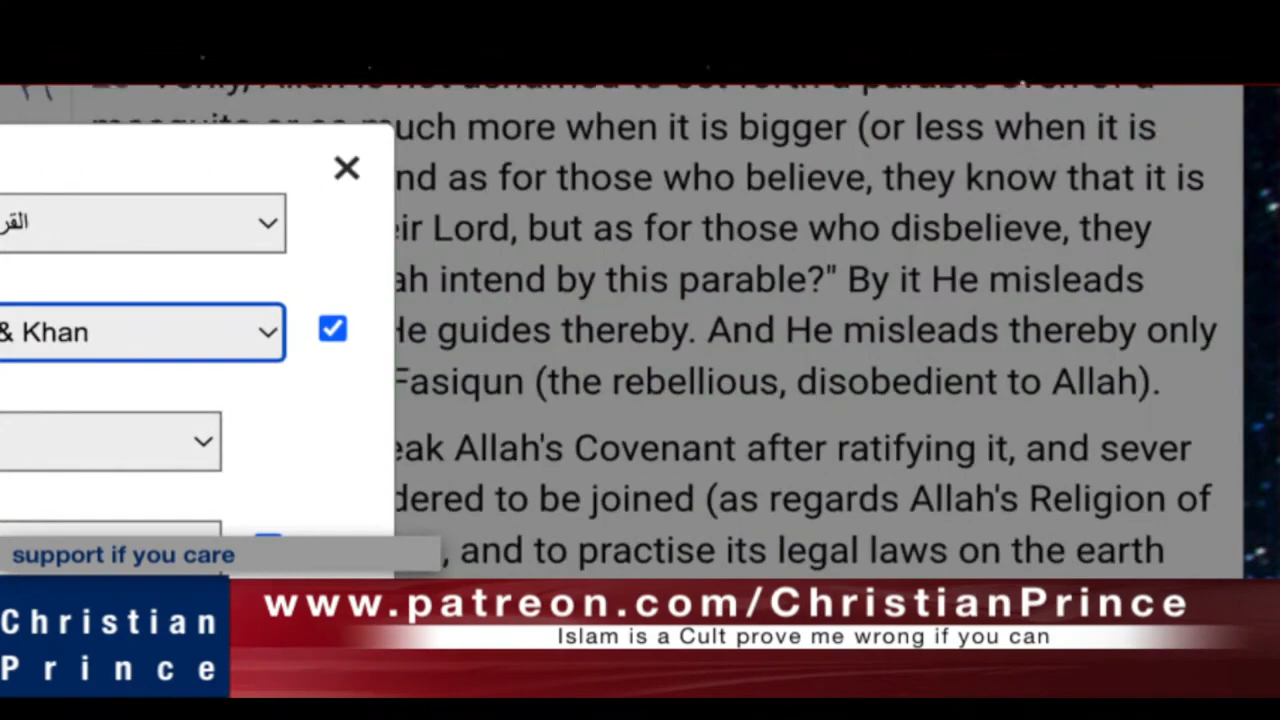 much more when it is bigger (or less when it is
nd as for those who believe, they know that it is
القر
eir Lord, but as for those who disbelieve, they
ah intend by this parable?" By it He misleads
& Khan
He guides thereby. And He misleads thereby only
Fasiqun (the rebellious, disobedient to Allah).
eak Allah's Covenant after ratifying it, and sever
dered to be joined (as regards Allah's Religion of
, and to practise its legal laws on the earth
support if you care
Christian
Prince
www.patreon.com/ChristianPrince
Islam is a Cult prove me wrong if you can